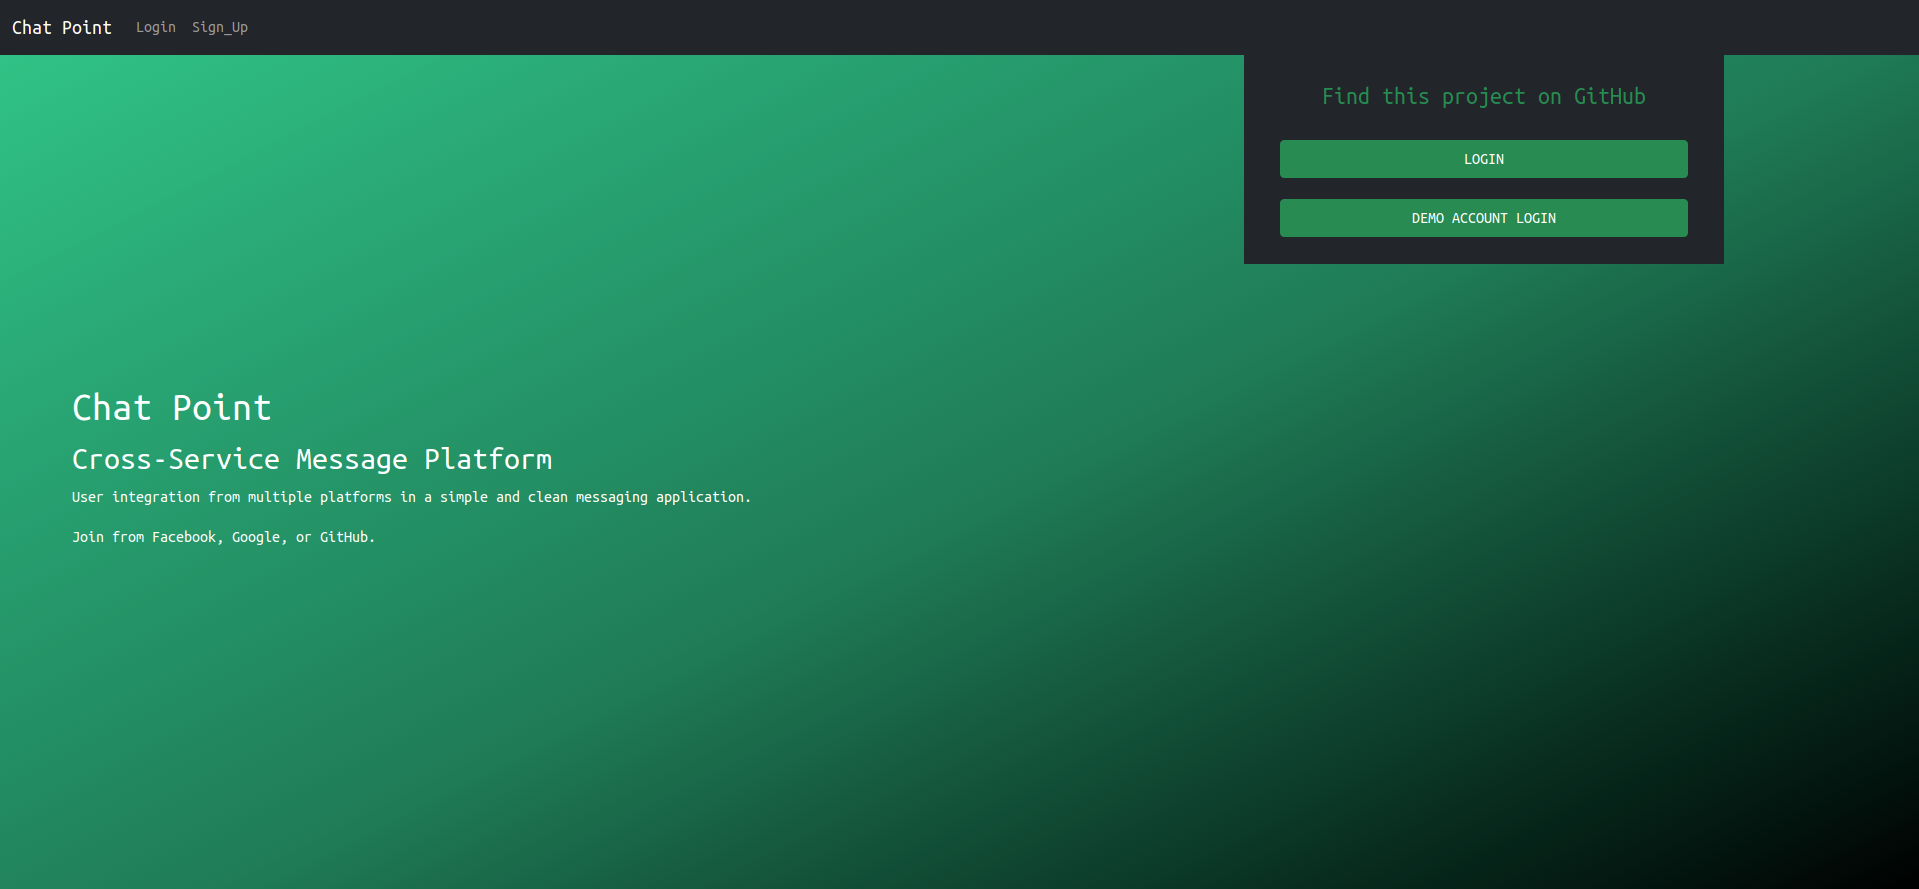 Chat Point Login Sign_Up
Find this project on GitHub
LOGIN
DEMO ACCOUNT LOGIN
Chat Point
Cross-Service Message Platform
User integration from multiple platforms in a simple and clean messaging application.
Join from Facebook, Google, or GitHub.